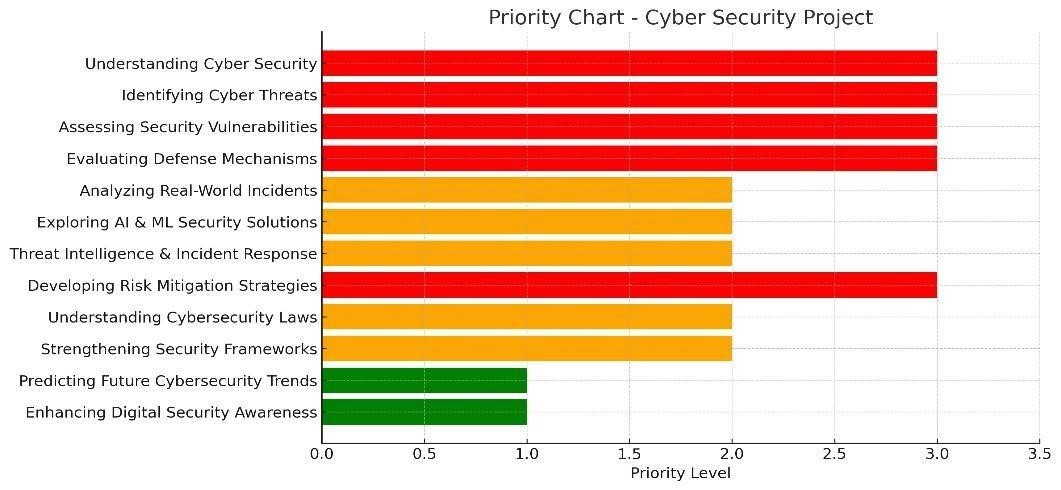 Priority Chart - Cyber Security Project
Understanding Cyber Security
Identifying Cyber Threats
Assessing Security Vulnerabilities
Evaluating Defense Mechanisms
Analyzing Real-World Incidents
Exploring AI & ML Security Solutions
Threat Intelligence & Incident Response
Developing Risk Mitigation Strategies
Understanding Cybersecurity Laws
Strengthening Security Frameworks
Predicting Future Cybersecurity Trends
Enhancing Digital Security Awareness
0.0 0.5 1.0 1.5 2.0 2.5 3.0 3.5
Priority Level